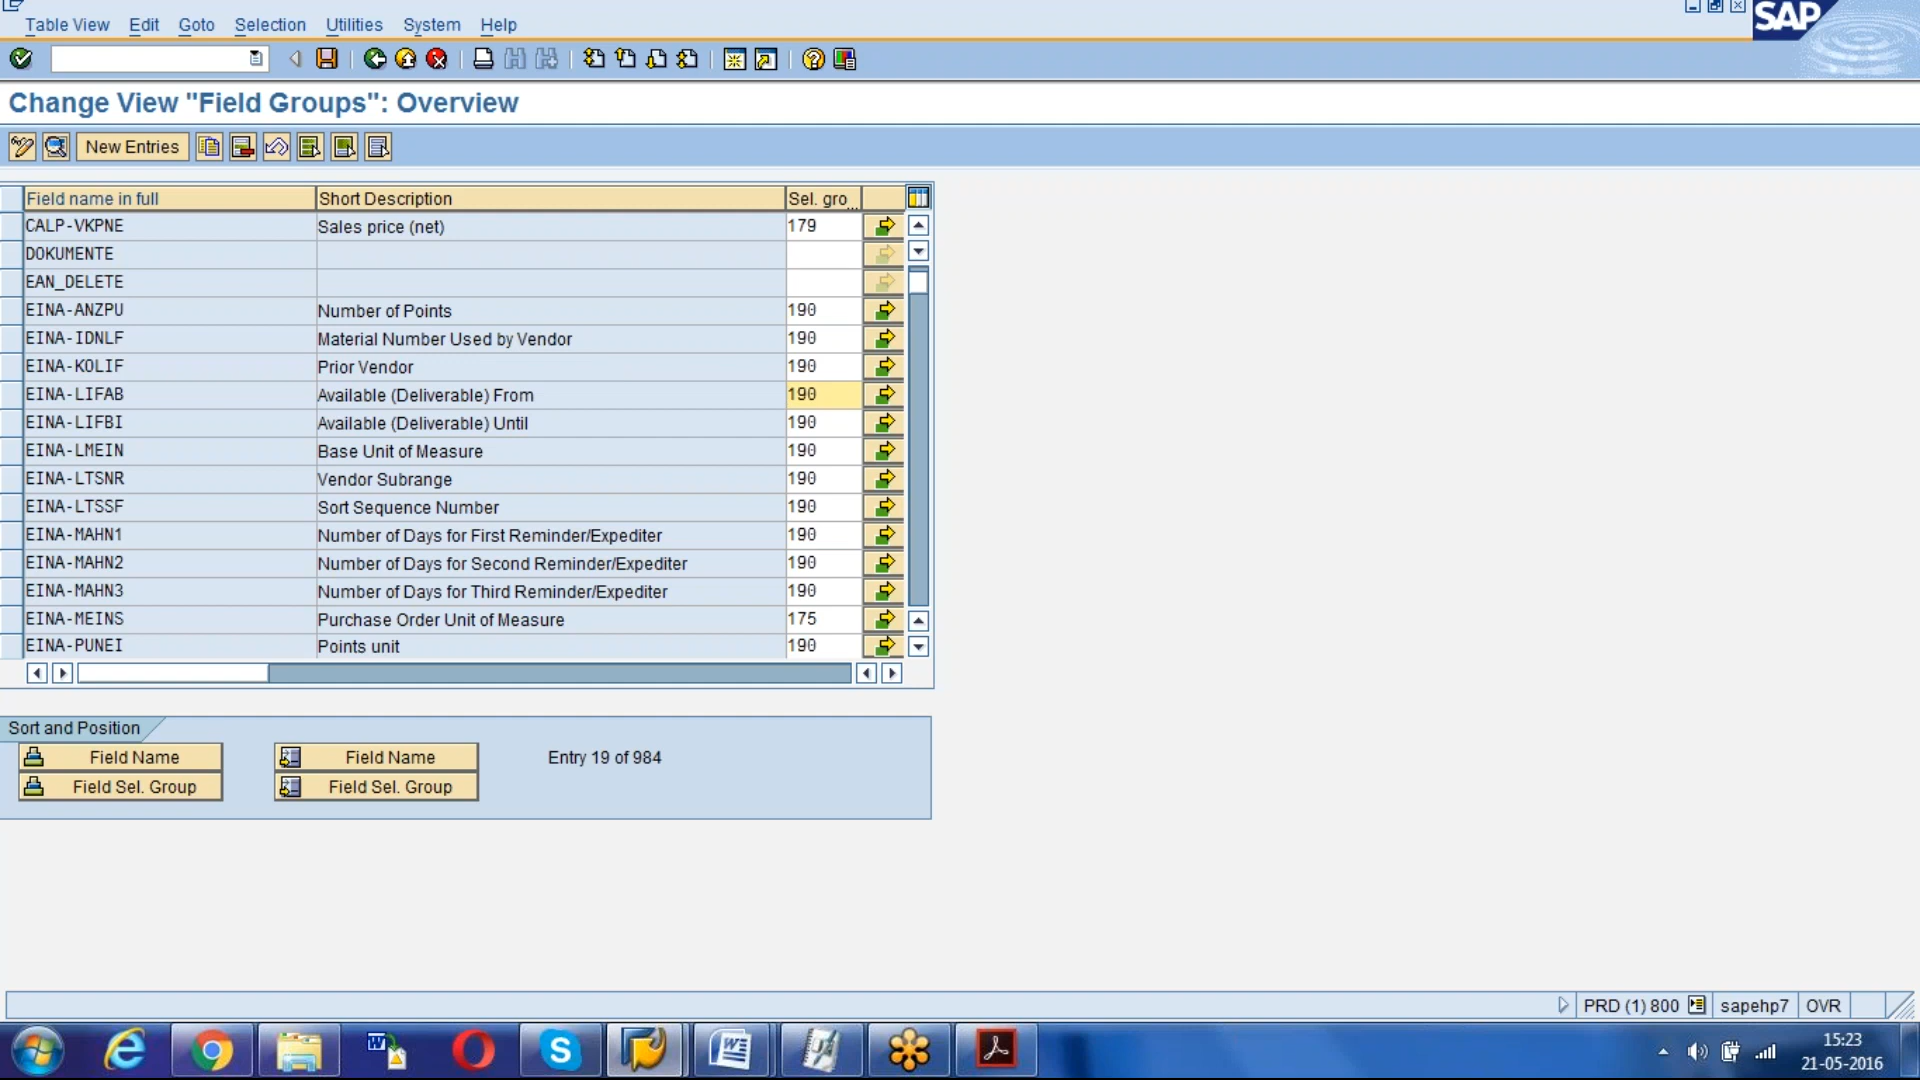 Table View Edit Goto Selection Utilities System Help
SAP
Change View "Field Groups": Overview
New Entries
Field name in full Short Description Sel. gro...
CALP-VKPNE Sales price (net) 179
DOKUMENTE
EAN_DELETE
EINA-ANZPU Number of Points 190
EINA-IDNLF Material Number Used by Vendor 190
EINA-KOLIF Prior Vendor 190
EINA-LIFAB Available (Deliverable) From 190
EINA-LIFBI Available (Deliverable) Until 190
EINA-LMEIN Base Unit of Measure 190
EINA-LTSNR Vendor Subrange 190
EINA-LTSSF Sort Sequence Number 190
EINA-MAHN1 Number of Days for First Reminder/Expediter 190
EINA-MAHN2 Number of Days for Second Reminder/Expediter 190
EINA-MAHN3 Number of Days for Third Reminder/Expediter 190
EINA-MEINS Purchase Order Unit of Measure 175
EINA-PUNEI Points unit 190
Sort and Position
Field Name Field Name Entry 19 of 984
Field Sel. Group Field Sel. Group
PRD (1) 800 sapehp7 OVR
15:23
21-05-2016